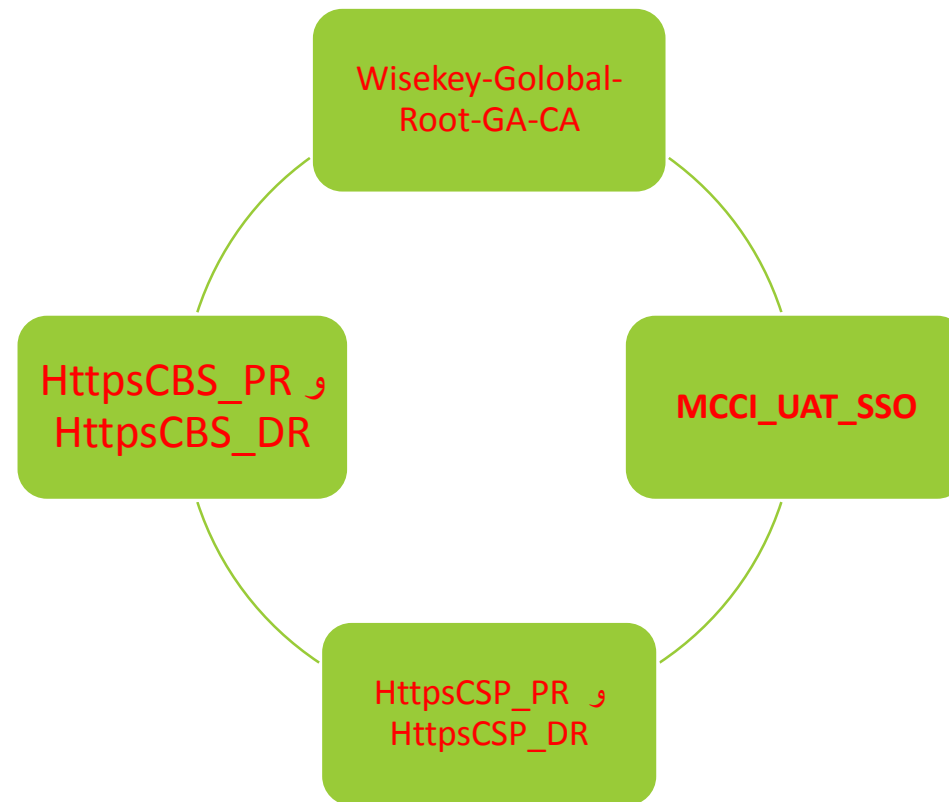 Wisekey-Golobal-
Root-GA-CA
HttpsCBS_PR و
HttpsCBS_DR
MCCI_UAT_SSO
HttpsCSP_PR و
HttpsCSP_DR